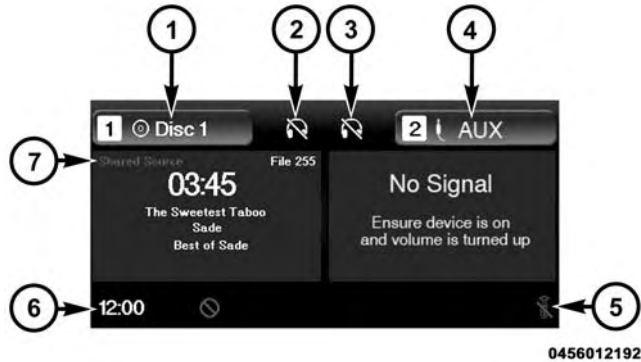 1 2 3 4
1 Disc 1
2 AUX
7
Shared Source
File 255
03:45
The Sweetest Taboo
Sade
Best of Sade
No Signal
Ensure device is on
and volume is turned up
6
12:00
5
0456012192